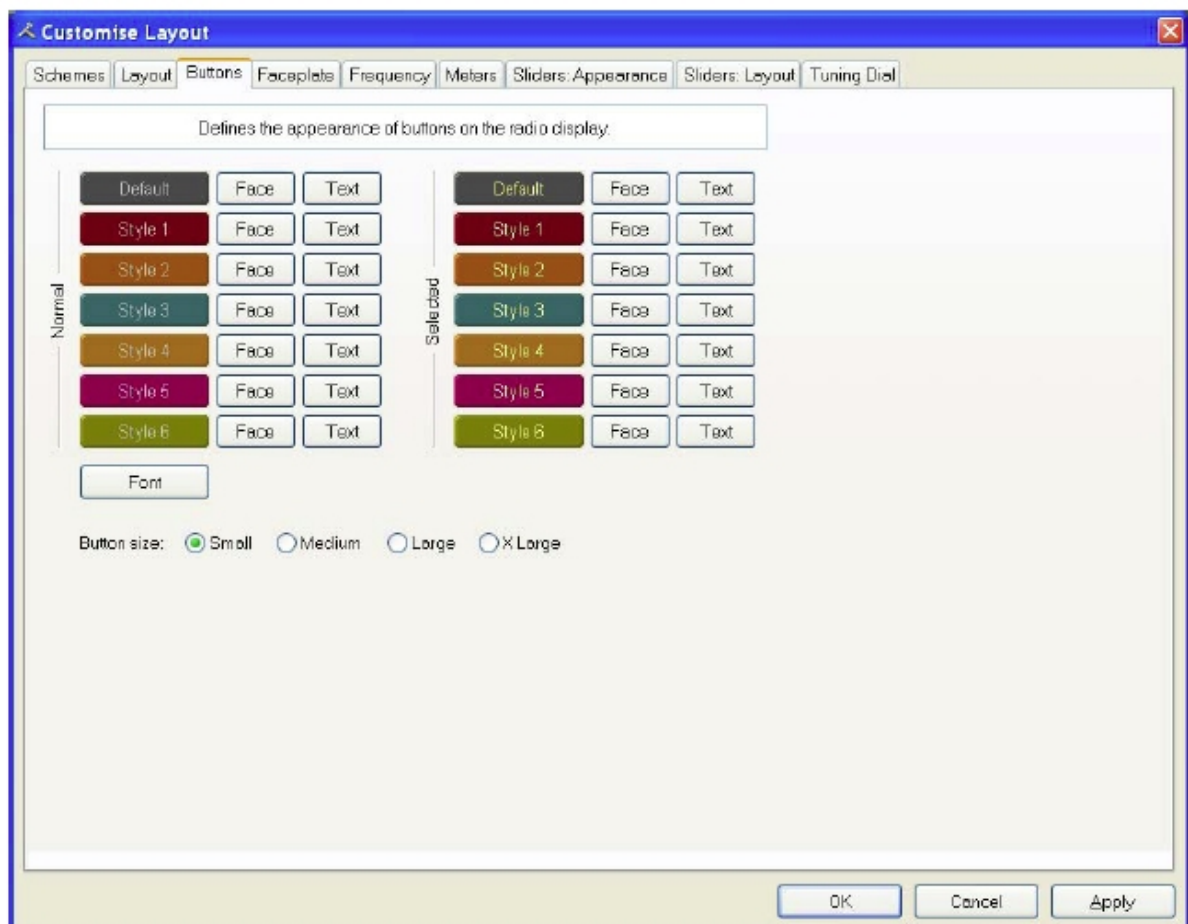 Customise Layout
Schemes Layout Buttons Faceplate Frequency Meters Sliders: Appearance Sliders: Layout Tuning Dial
Defines the appearance of buttons on the radio display.
Normal
Default Face Text
Style 1 Face Text
Style 2 Face Text
Style 3 Face Text
Style 4 Face Text
Style 5 Face Text
Style 6 Face Text
Selected
Default Face Text
Style 1 Face Text
Style 2 Face Text
Style 3 Face Text
Style 4 Face Text
Style 5 Face Text
Style 6 Face Text
Font
Button size: Small Medium Large X Large
OK Cancel Apply